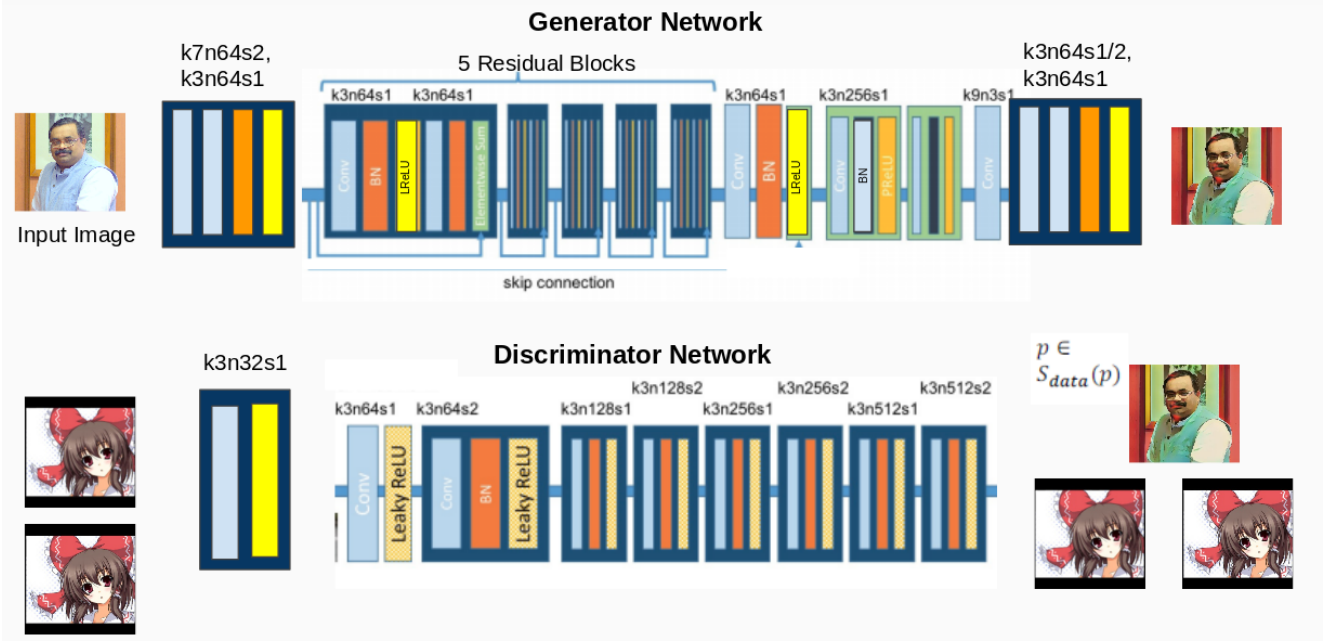 Generator Network
k7n64s2,
k3n64s1
5 Residual Blocks
k3n64s1 k3n64s1
k3n64s1
k3n256s1
k9n3s1
k3n64s1/2,
k3n64s1
Conv
BN
LReLU
Elementwise Sum
Conv
BN
LReLU
Conv
BN
PReLU
Conv
Input Image
skip connection
Discriminator Network
k3n32s1
k3n64s1
k3n64s2
k3n128s1
k3n128s2
k3n256s1
k3n256s2
k3n512s1
k3n512s2
Conv
Leaky ReLU
Conv
BN
Leaky ReLU
p ∈
S_data(p)